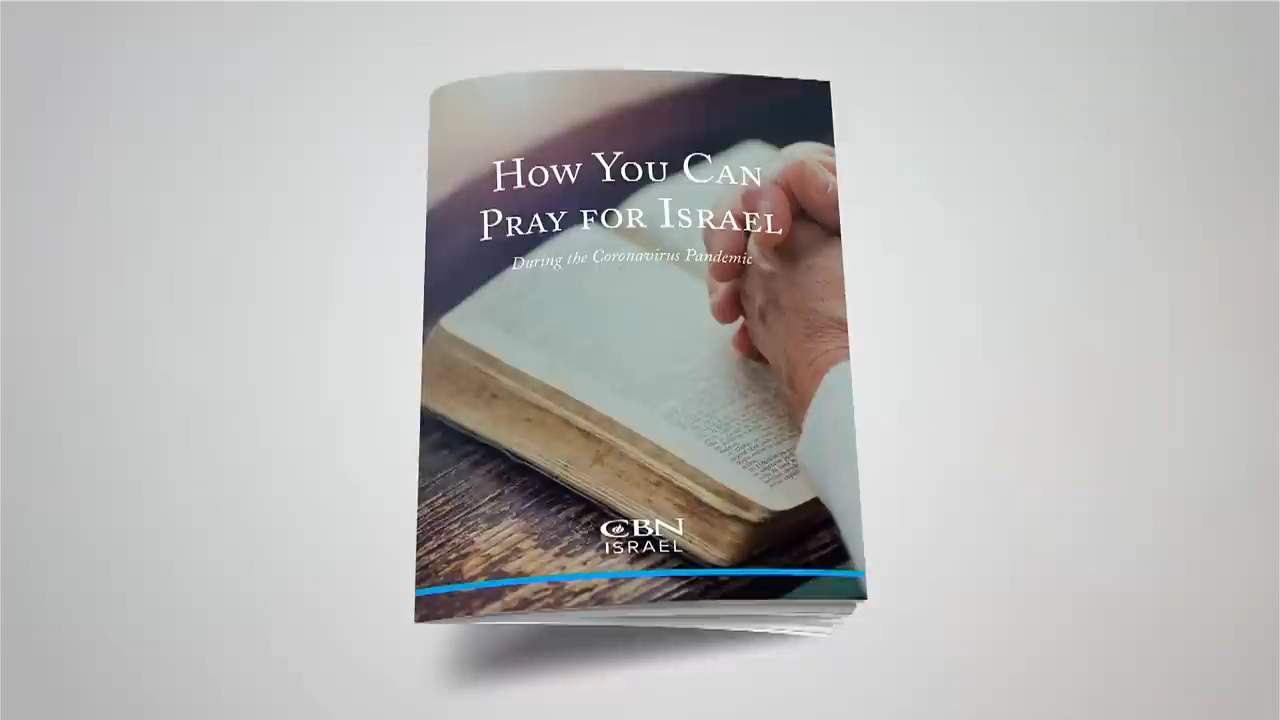 How You Can
Pray for Israel
During the Coronavirus Pandemic
CBN
ISRAEL